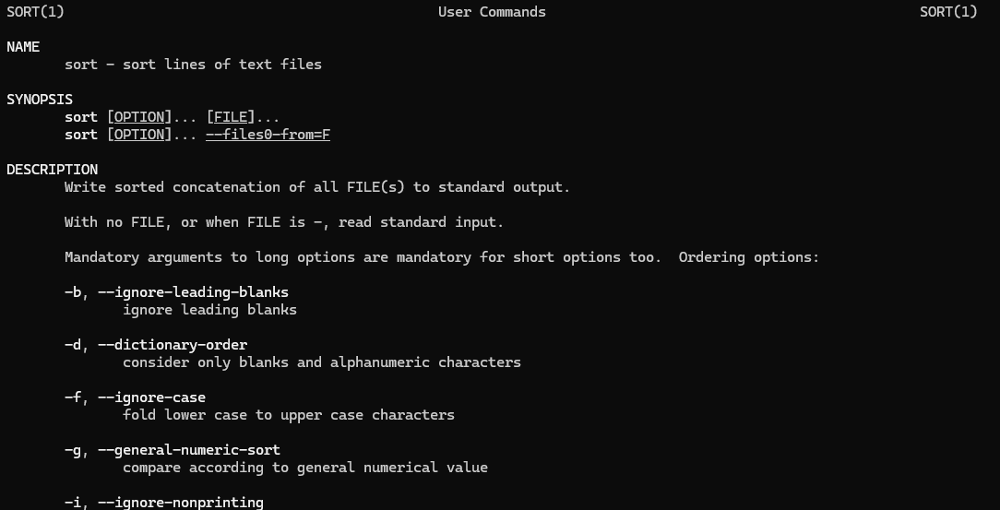 SORT(1) User Commands SORT(1)
NAME
sort - sort lines of text files
SYNOPSIS
sort [OPTION]... [FILE]...
sort [OPTION]... --files0-from=F
DESCRIPTION
Write sorted concatenation of all FILE(s) to standard output.
With no FILE, or when FILE is -, read standard input.
Mandatory arguments to long options are mandatory for short options too.  Ordering options:
-b, --ignore-leading-blanks
ignore leading blanks
-d, --dictionary-order
consider only blanks and alphanumeric characters
-f, --ignore-case
fold lower case to upper case characters
-g, --general-numeric-sort
compare according to general numerical value
-i, --ignore-nonprinting